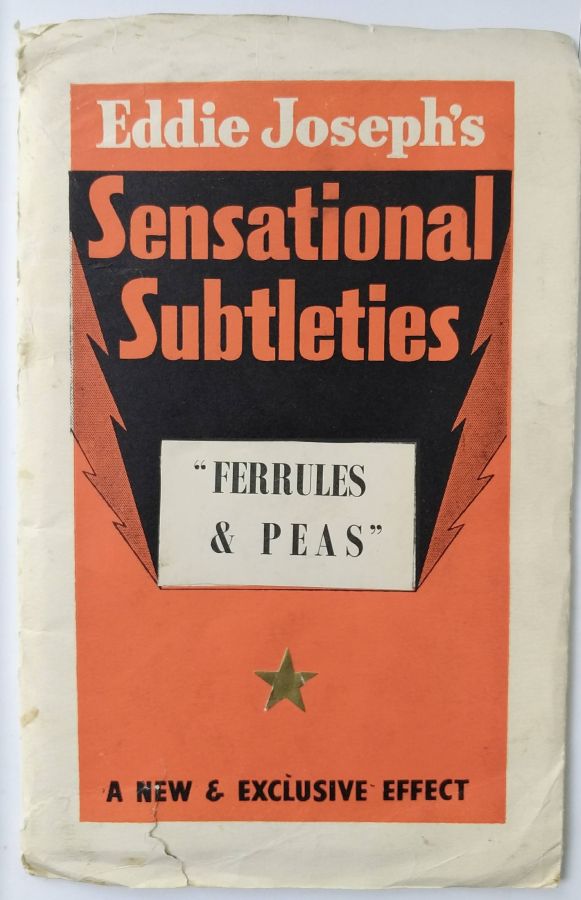 Eddie Joseph's
Sensational
Subtleties
“FERRULES
& PEAS”
A NEW & EXCLUSIVE EFFECT